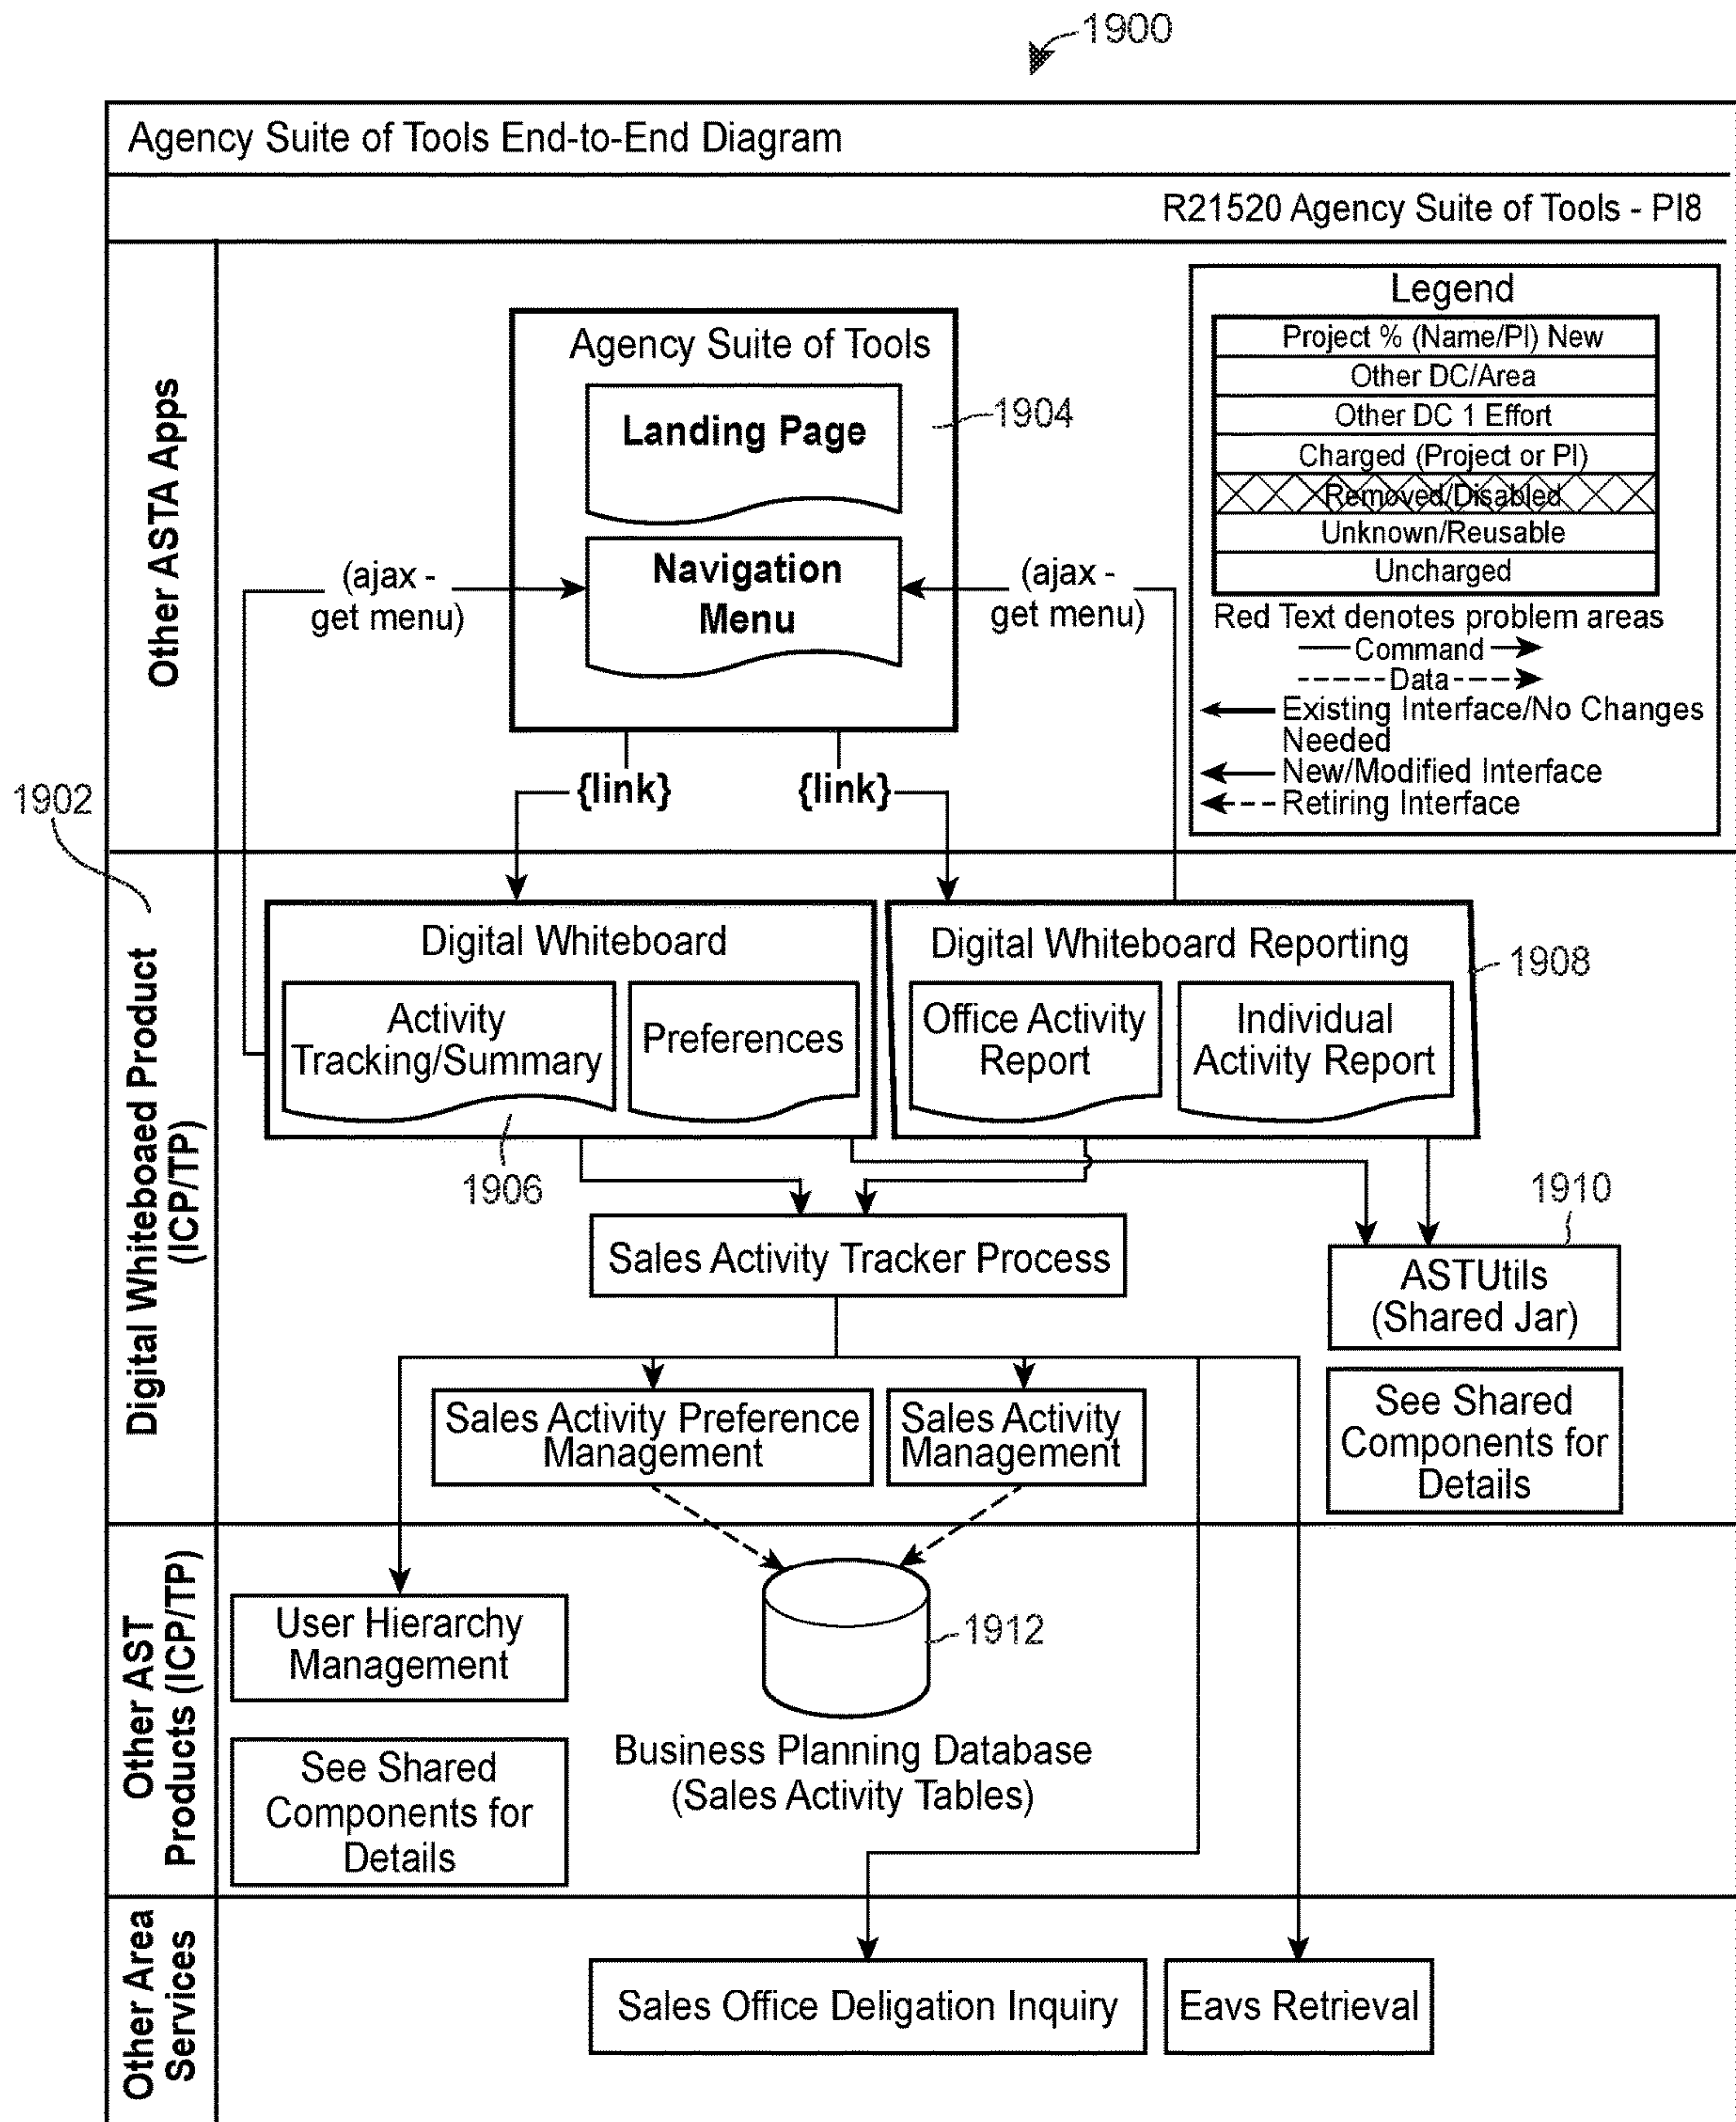 1900
Agency Suite of Tools End-to-End Diagram
R21520 Agency Suite of Tools - PI8
Other ASTA Apps
Agency Suite of Tools
Landing Page
1904
Navigation
Menu
(ajax -
get menu)
(ajax -
get menu)
{link}
{link}
Legend
Project % (Name/PI) New
Other DC/Area
Other DC 1 Effort
Charged (Project or PI)
Removed/Disabled
Unknown/Reusable
Uncharged
Red Text denotes problem areas
Command
Data
Existing Interface/No Changes
Needed
New/Modified Interface
Retiring Interface
1902
Digital Whiteboaed Product
(ICP/TP)
Digital Whiteboard
Activity
Tracking/Summary
Preferences
1906
Digital Whiteboard Reporting
Office Activity
Report
Individual
Activity Report
1908
Sales Activity Tracker Process
1910
ASTUtils
(Shared Jar)
See Shared
Components for
Details
Sales Activity Preference
Management
Sales Activity
Management
Other AST
Products (ICP/TP)
User Hierarchy
Management
See Shared
Components for
Details
1912
Business Planning Database
(Sales Activity Tables)
Other Area
Services
Sales Office Deligation Inquiry
Eavs Retrieval